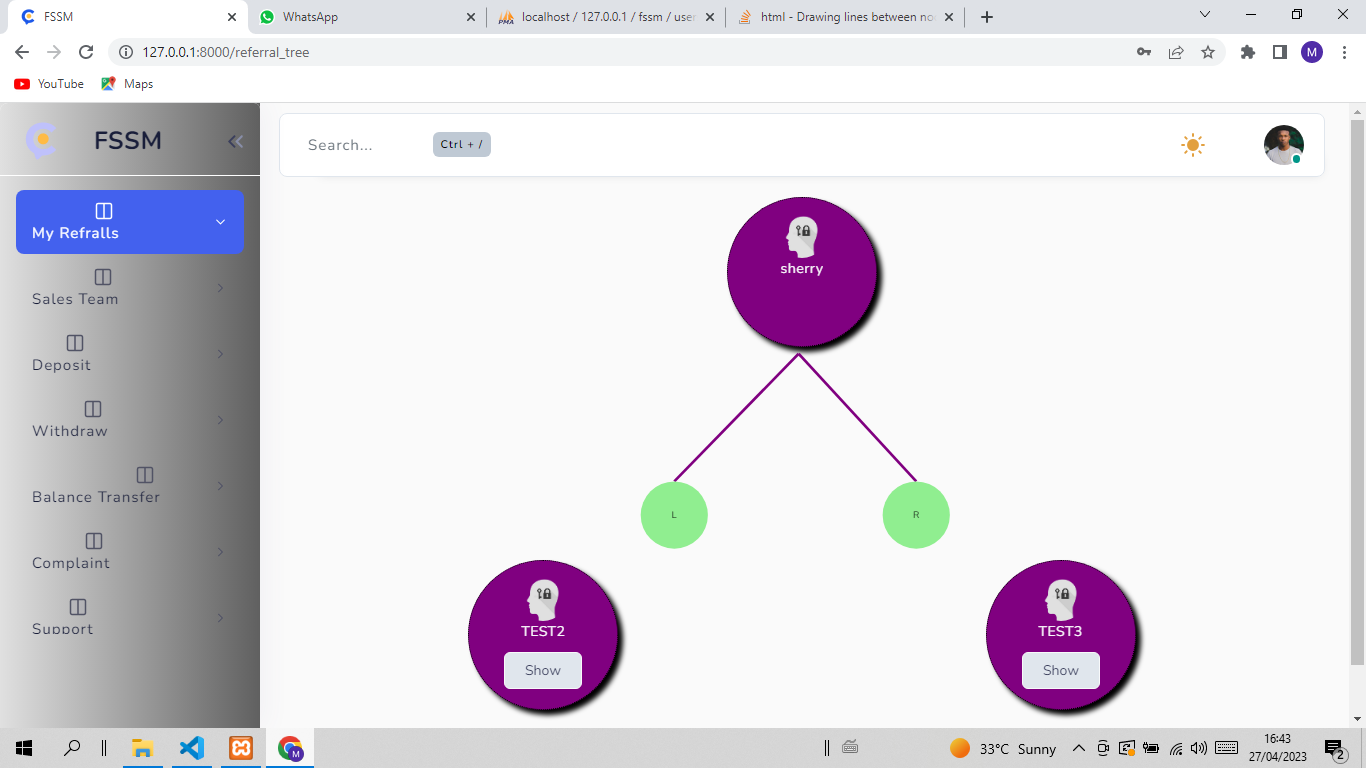 FSSM
WhatsApp
localhost / 127.0.0.1 / fssm / user
html - Drawing lines between no
127.0.0.1:8000/referral_tree
M
YouTube
Maps
FSSM
Search...
Ctrl + /
My Refralls
Sales Team
Deposit
Withdraw
Balance Transfer
Complaint
Support
sherry
L
R
TEST2
Show
TEST3
Show
M
33°C Sunny
16:43
27/04/2023
2